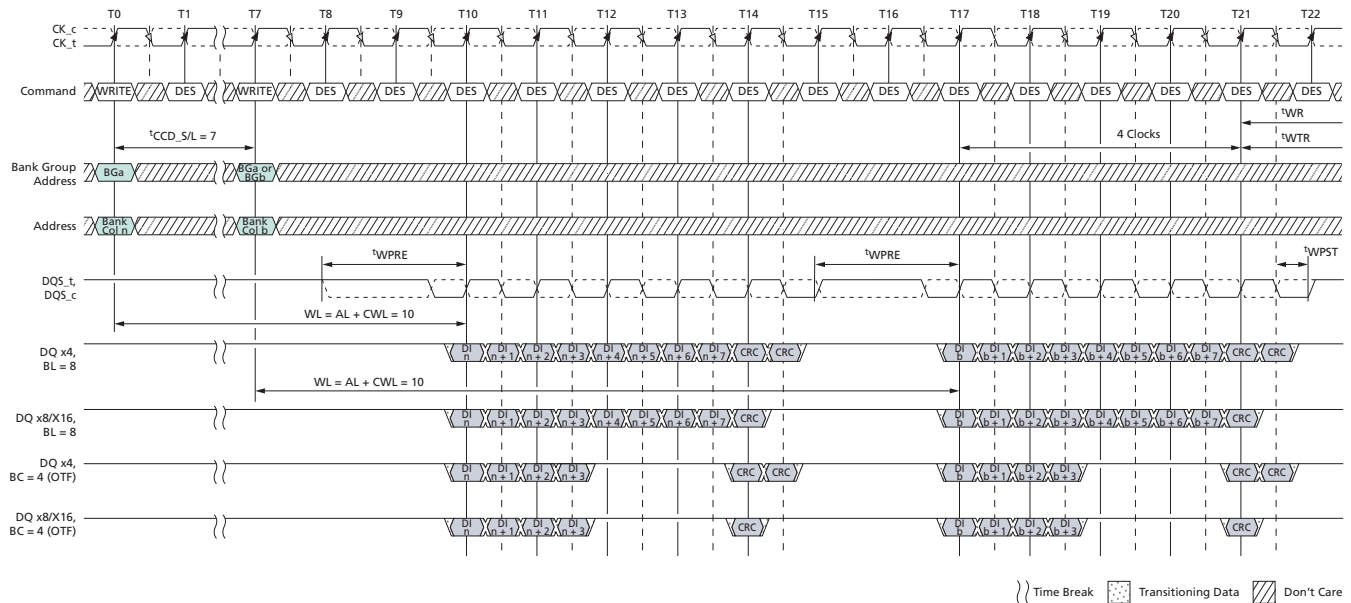 T0 T1 T7 T8 T9 T10 T11 T12 T13 T14 T15 T16 T17 T18 T19 T20 T21 T22
CK_c
CK_t
Command WRITE DES WRITE DES DES DES DES DES DES DES DES DES DES DES DES DES DES DES
tWR
tCCD_S/L = 7
4 Clocks
tWTR
Bank Group
Address
BGa
BGa or
BGb
Address
Bank
Col n
Bank
Col b
tWPRE tWPRE tWPST
DQS_t,
DQS_c
WL = AL + CWL = 10
DQ x4,
BL = 8
DI n DI n + 1 DI n + 2 DI n + 3 DI n + 4 DI n + 5 DI n + 6 DI n + 7 CRC CRC DI b DI b + 1 DI b + 2 DI b + 3 DI b + 4 DI b + 5 DI b + 6 DI b + 7 CRC CRC
WL = AL + CWL = 10
DQ x8/X16,
BL = 8
DI n DI n + 1 DI n + 2 DI n + 3 DI n + 4 DI n + 5 DI n + 6 DI n + 7 CRC DI b DI b + 1 DI b + 2 DI b + 3 DI b + 4 DI b + 5 DI b + 6 DI b + 7 CRC
DQ x4,
BC = 4 (OTF)
DI n DI n + 1 DI n + 2 DI n + 3 CRC CRC DI b DI b + 1 DI b + 2 DI b + 3 CRC CRC
DQ x8/X16,
BC = 4 (OTF)
DI n DI n + 1 DI n + 2 DI n + 3 CRC DI b DI b + 1 DI b + 2 DI b + 3 CRC
Time Break Transitioning Data Don't Care